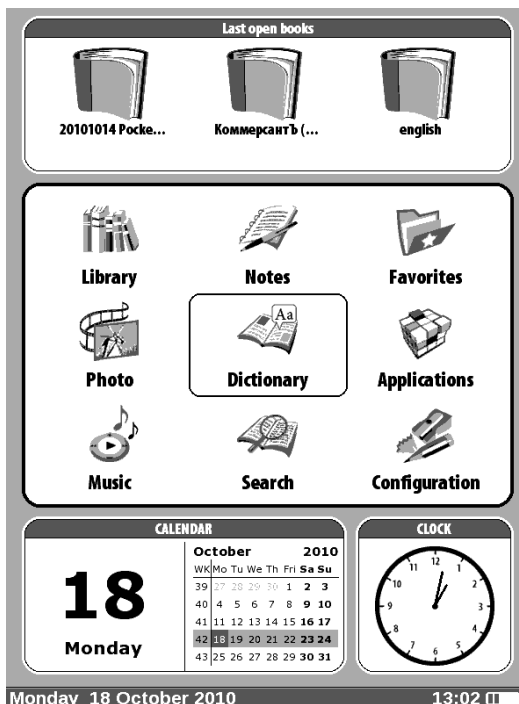 Last open books
20101014 Pocke... КоммерсантЪ (... english
Library Notes Favorites
Aa
Photo Dictionary Applications
Music Search Configuration
CALENDAR
October 2010
WK Mo Tu We Th Fri Sa Su
39 27 28 29 30 1 2 3
40 4 5 6 7 8 9 10
41 11 12 13 14 15 16 17
42 18 19 20 21 22 23 24
43 25 26 27 28 29 30 31
18
Monday
CLOCK
12 1 2 3 4 5 6 7 8 9 10 11
Monday 18 October 2010 13:02